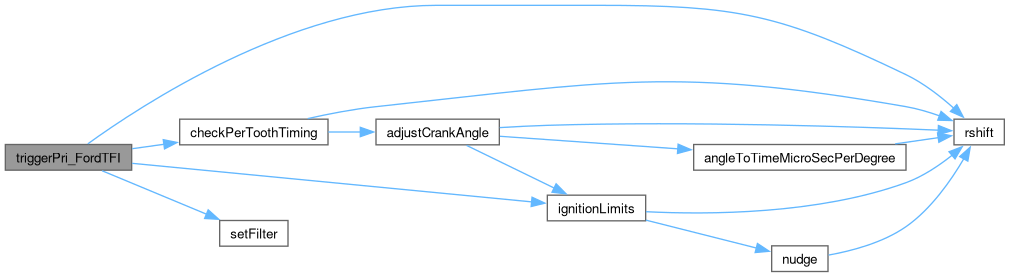 triggerPri_FordTFI
checkPerToothTiming
adjustCrankAngle
rshift
angleToTimeMicroSecPerDegree
ignitionLimits
setFilter
nudge